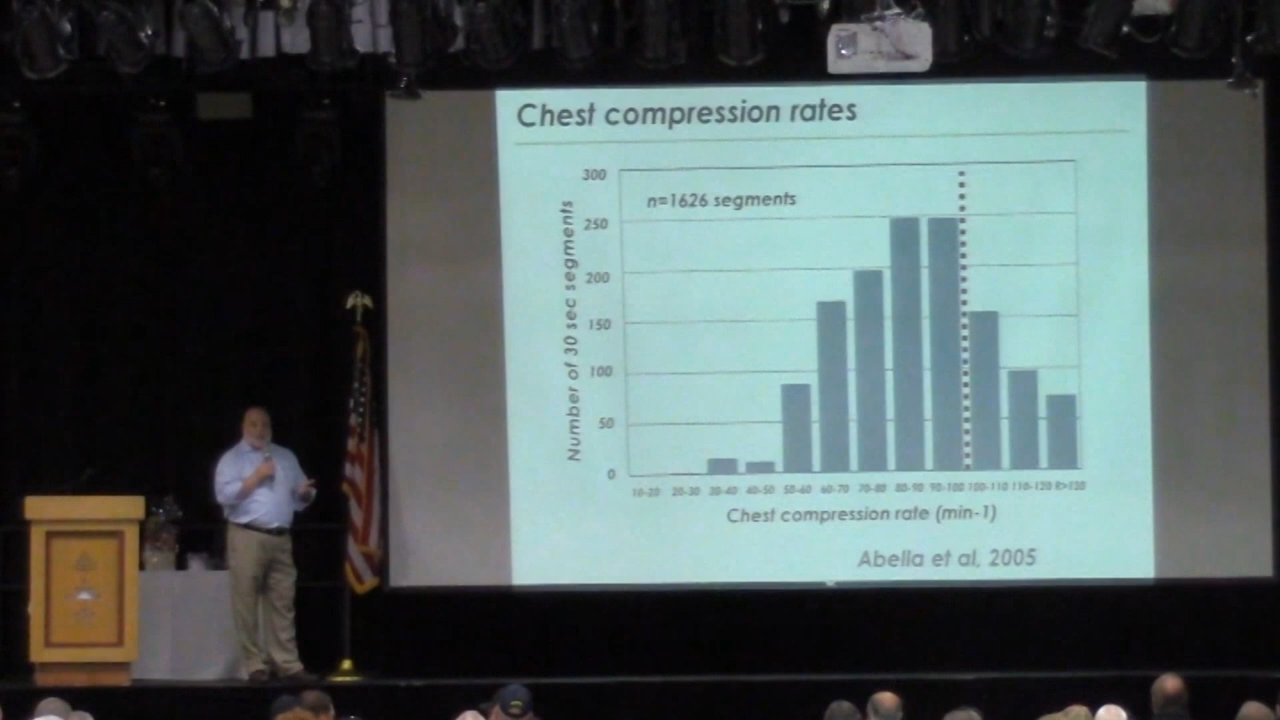 Chest compression rates
n=1626 segments
300
250
200
150
100
50
0
Number of 30 sec segments
10-20 20-30 30-40 40-50 50-60 60-70 70-80 80-90 90-100 100-110 110-120 R>120
Chest compression rate (min-1)
Abella et al, 2005